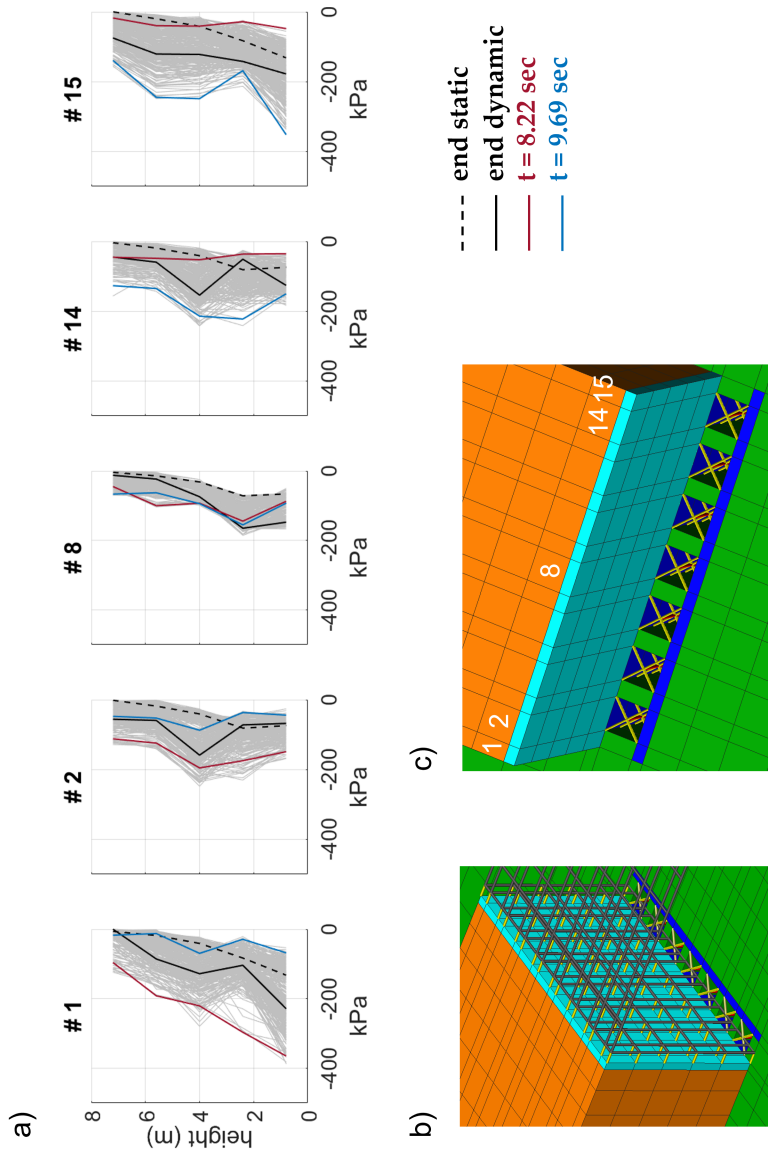 a)
# 1
# 2
# 8
# 14
# 15
height (m)
8
6
4
2
0
-400
-200
0
kPa
-400
-200
0
kPa
-400
-200
0
kPa
-400
-200
0
kPa
-400
-200
0
kPa
b)
c)
1
2
8
14
15
end static
end dynamic
t = 8.22 sec
t = 9.69 sec